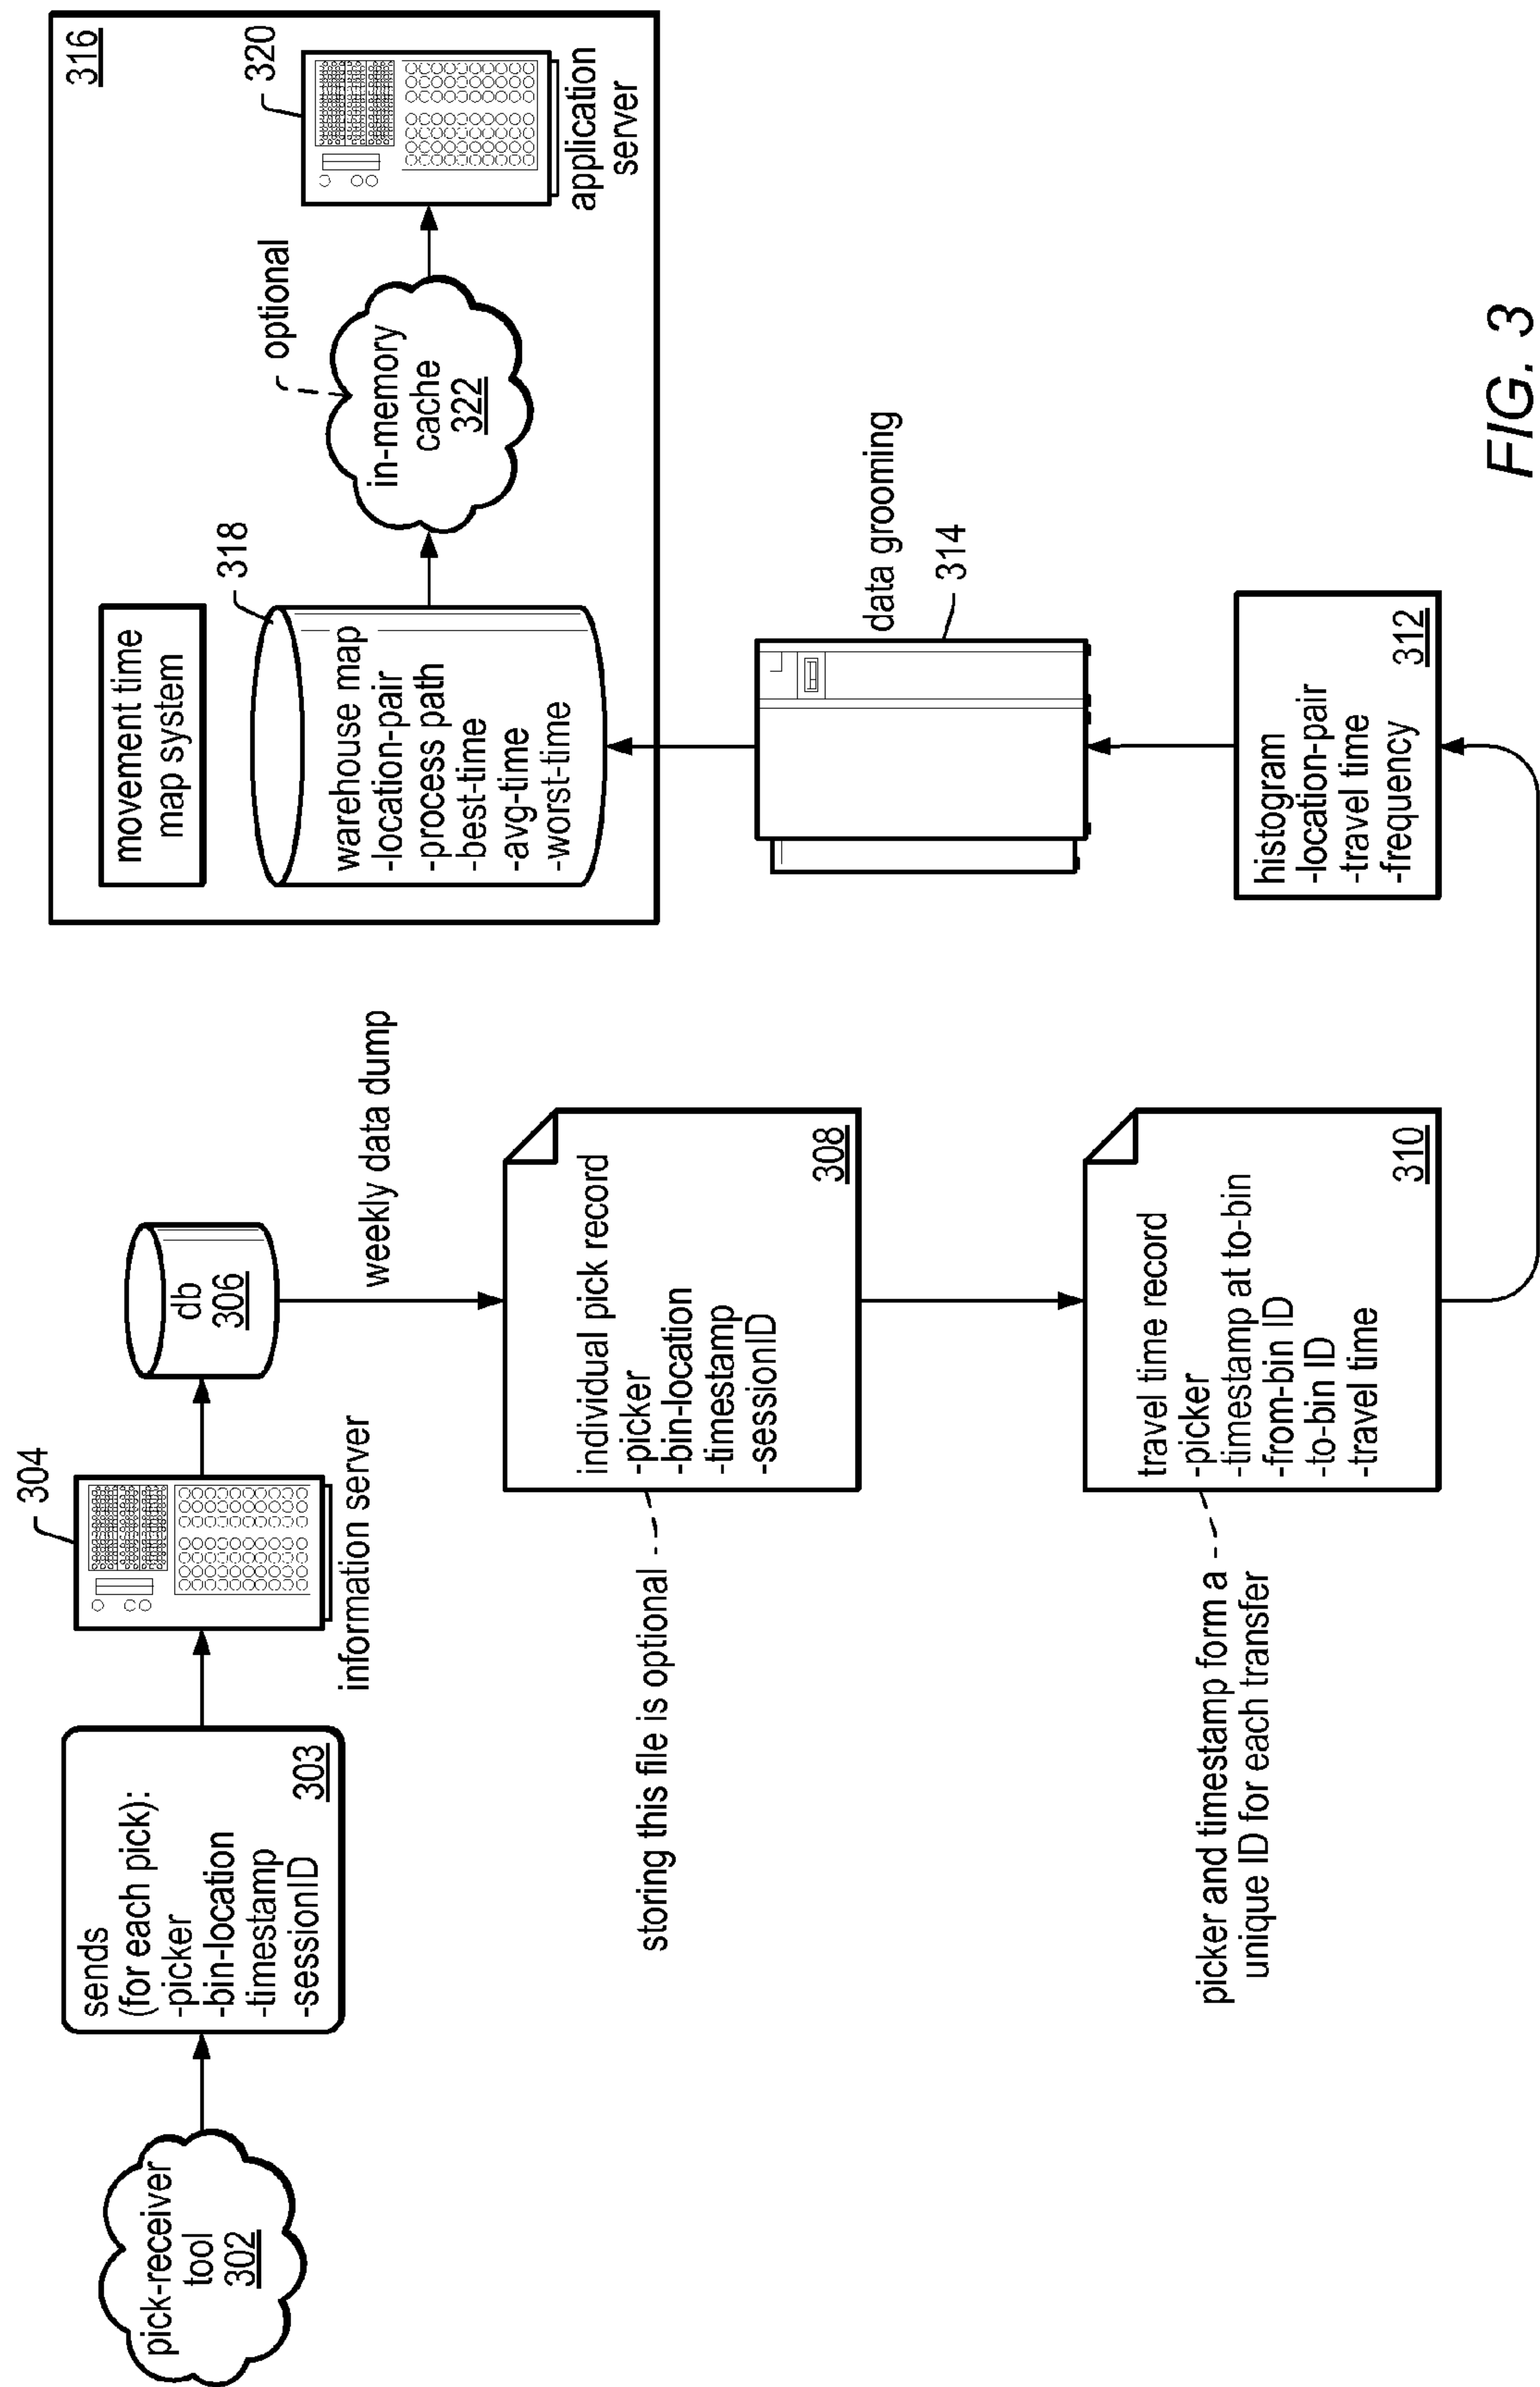 pick-receiver
tool
302
sends
(for each pick):
-picker
-bin-location
-timestamp
-sessionID
303
304
information server
db
306
weekly data dump
individual pick record
-picker
-bin-location
-timestamp
-sessionID
308
storing this file is optional
travel time record
-picker
-timestamp at to-bin
-from-bin ID
-to-bin ID
-travel time
310
picker and timestamp form a
unique ID for each transfer
histogram
-location-pair
-travel time
-frequency
312
data grooming
314
316
movement time
map system
318
warehouse map
-location-pair
-process path
-best-time
-avg-time
-worst-time
optional
in-memory
cache
322
320
application
server
FIG. 3